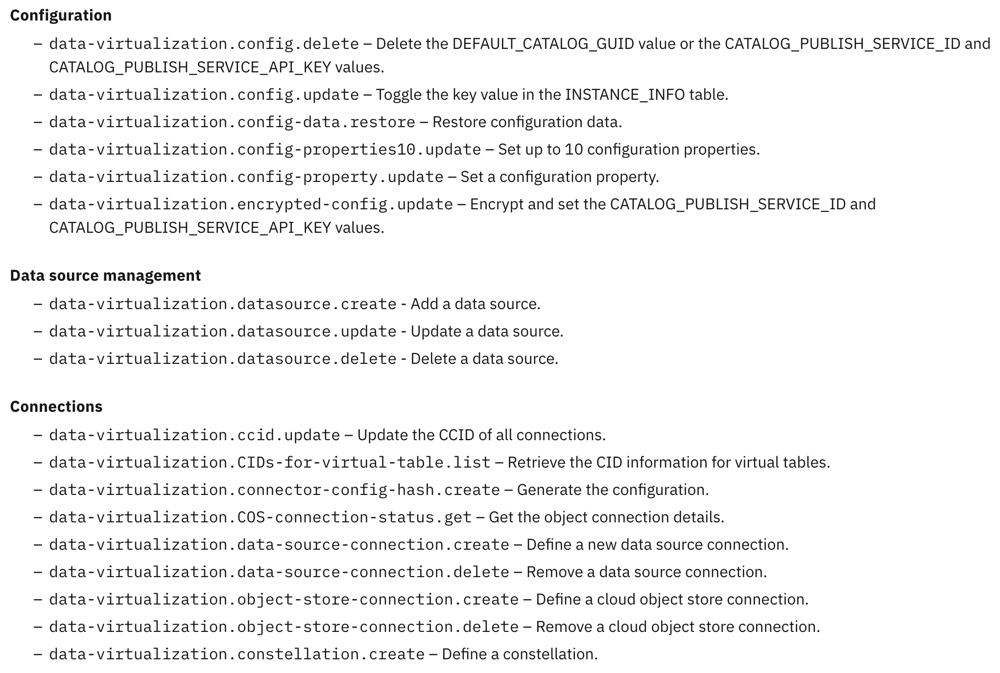 Configuration
– data-virtualization.config.delete – Delete the DEFAULT_CATALOG_GUID value or the CATALOG_PUBLISH_SERVICE_ID and
CATALOG_PUBLISH_SERVICE_API_KEY values.
– data-virtualization.config.update – Toggle the key value in the INSTANCE_INFO table.
– data-virtualization.config-data.restore – Restore configuration data.
– data-virtualization.config-properties10.update – Set up to 10 configuration properties.
– data-virtualization.config-property.update – Set a configuration property.
– data-virtualization.encrypted-config.update – Encrypt and set the CATALOG_PUBLISH_SERVICE_ID and
CATALOG_PUBLISH_SERVICE_API_KEY values.
Data source management
– data-virtualization.datasource.create - Add a data source.
– data-virtualization.datasource.update - Update a data source.
– data-virtualization.datasource.delete - Delete a data source.
Connections
– data-virtualization.ccid.update – Update the CCID of all connections.
– data-virtualization.CIDs-for-virtual-table.list – Retrieve the CID information for virtual tables.
– data-virtualization.connector-config-hash.create – Generate the configuration.
– data-virtualization.COS-connection-status.get – Get the object connection details.
– data-virtualization.data-source-connection.create – Define a new data source connection.
– data-virtualization.data-source-connection.delete – Remove a data source connection.
– data-virtualization.object-store-connection.create – Define a cloud object store connection.
– data-virtualization.object-store-connection.delete – Remove a cloud object store connection.
– data-virtualization.constellation.create – Define a constellation.